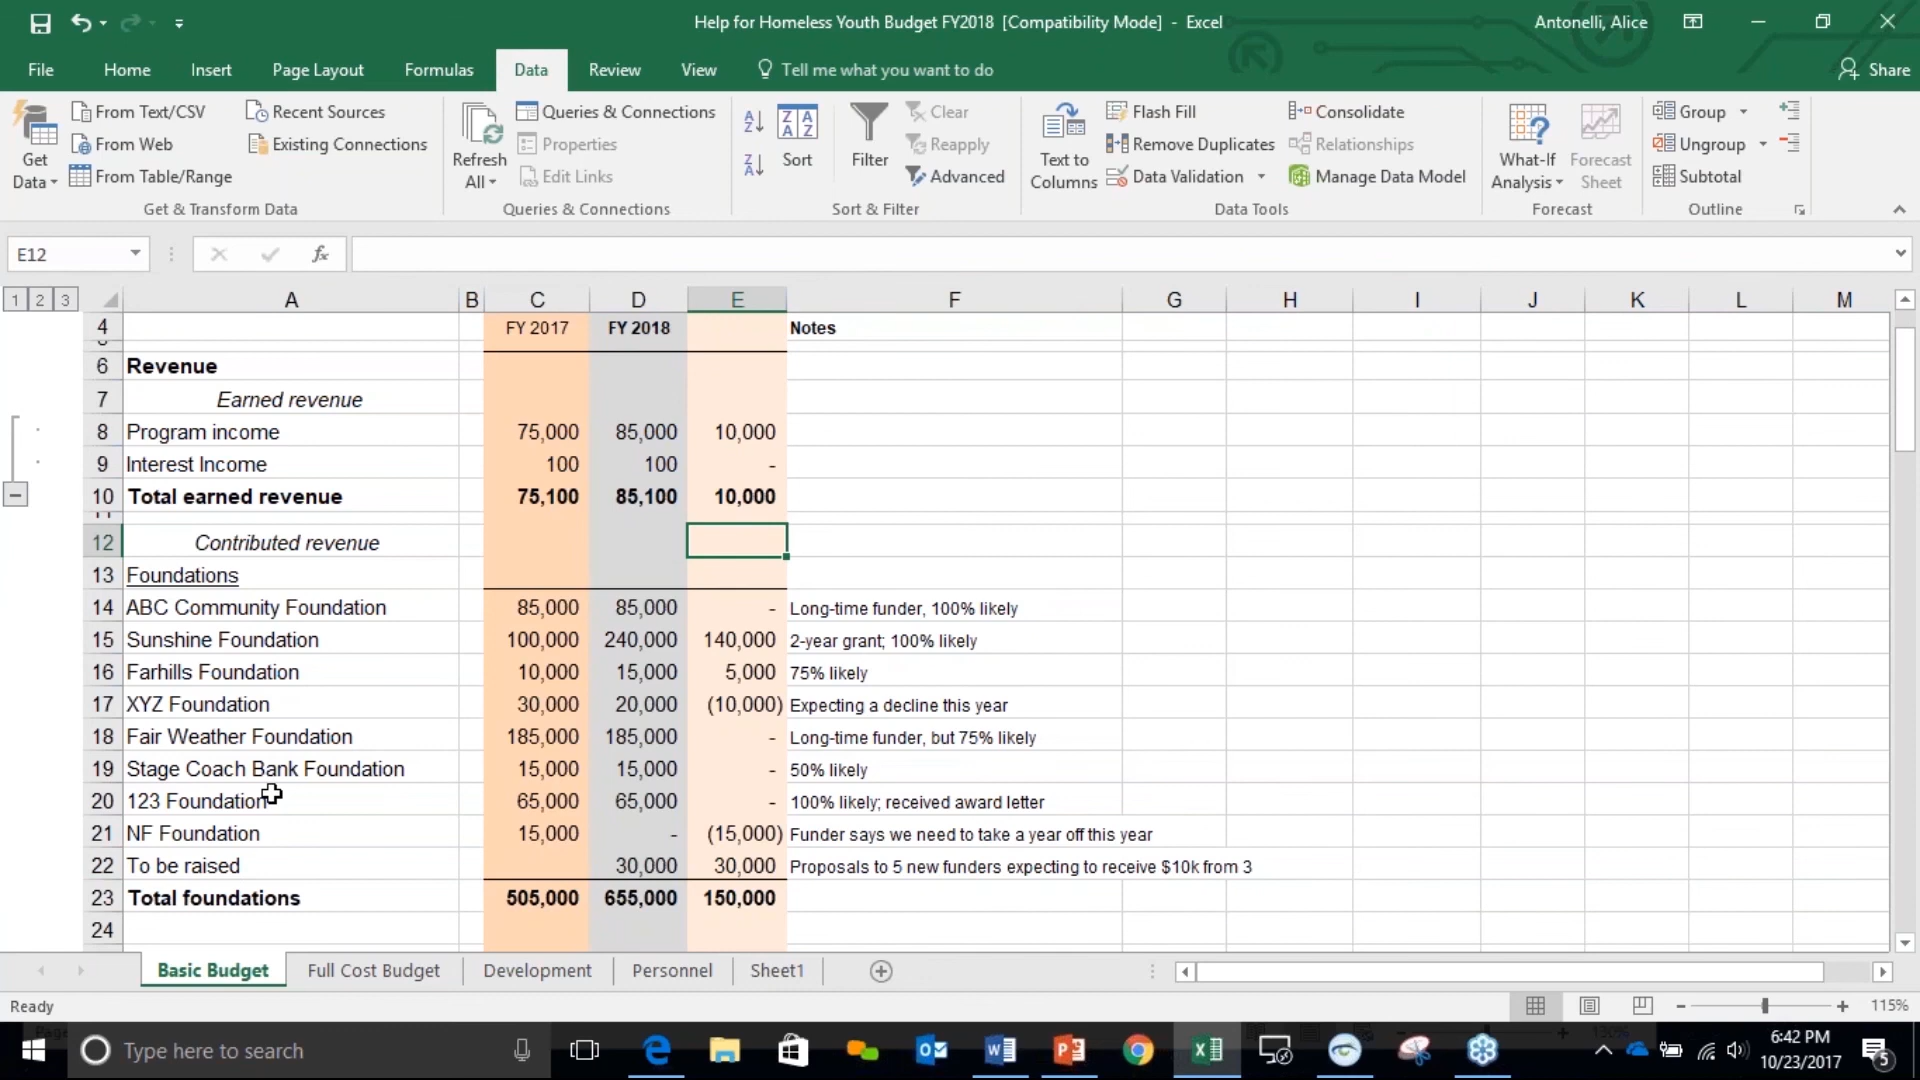 Help for Homeless Youth Budget FY2018 [Compatibility Mode] - Excel
Antonelli, Alice
File Home Insert Page Layout Formulas Data Review View Tell me what you want to do Share
Get Data
From Text/CSV
From Web
From Table/Range
Recent Sources
Existing Connections
Get & Transform Data
Refresh All
Queries & Connections
Properties
Edit Links
Queries & Connections
Sort
Filter
Clear
Reapply
Advanced
Sort & Filter
Text to Columns
Flash Fill
Remove Duplicates
Data Validation
Consolidate
Relationships
Manage Data Model
Data Tools
What-If Analysis
Forecast Sheet
Forecast
Group
Ungroup
Subtotal
Outline
E12 fx
1 2 3 A B C D E F G H I J K L M
4 FY 2017 FY 2018 Notes
6 Revenue
7 Earned revenue
8 Program income 75,000 85,000 10,000
9 Interest Income 100 100 -
10 Total earned revenue 75,100 85,100 10,000
12 Contributed revenue
13 Foundations
14 ABC Community Foundation 85,000 85,000 - Long-time funder, 100% likely
15 Sunshine Foundation 100,000 240,000 140,000 2-year grant; 100% likely
16 Farhills Foundation 10,000 15,000 5,000 75% likely
17 XYZ Foundation 30,000 20,000 (10,000) Expecting a decline this year
18 Fair Weather Foundation 185,000 185,000 - Long-time funder, but 75% likely
19 Stage Coach Bank Foundation 15,000 15,000 - 50% likely
20 123 Foundation 65,000 65,000 - 100% likely; received award letter
21 NF Foundation 15,000 - (15,000) Funder says we need to take a year off this year
22 To be raised 30,000 30,000 Proposals to 5 new funders expecting to receive $10k from 3
23 Total foundations 505,000 655,000 150,000
24
Basic Budget Full Cost Budget Development Personnel Sheet1
Ready 115%
Type here to search
6:42 PM
10/23/2017
5